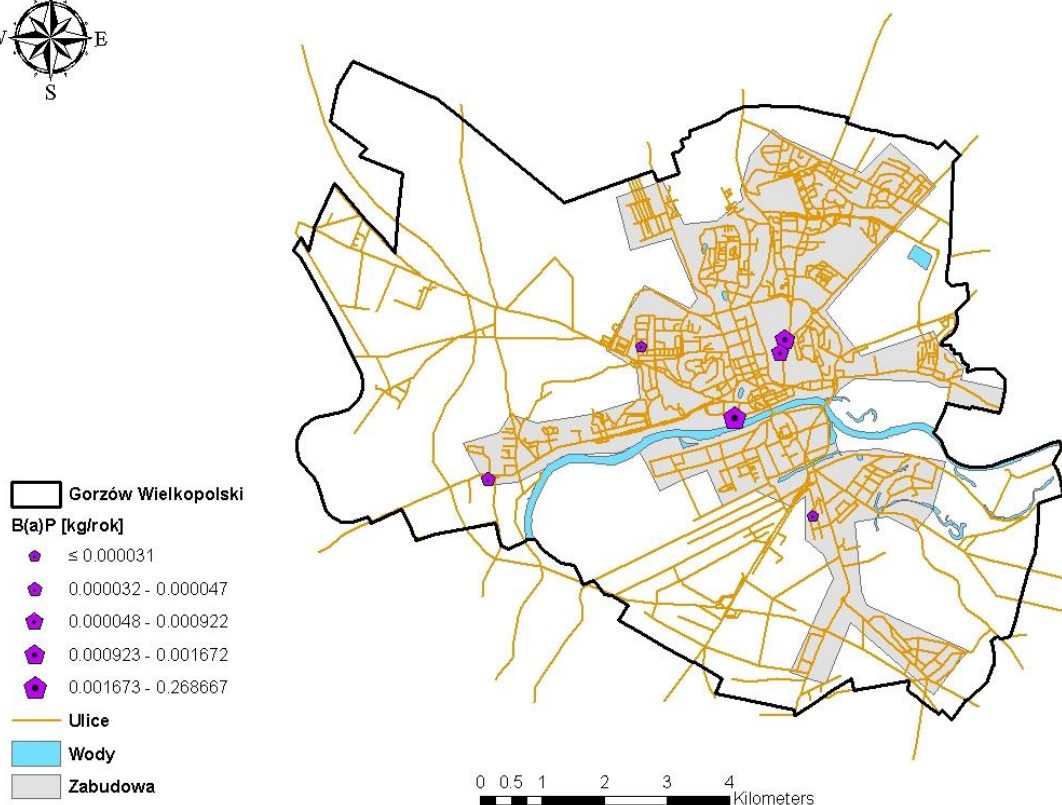 E
S
Gorzów Wielkopolski
B(a)P [kg/rok]
≤ 0.000031
0.000032 - 0.000047
0.000048 - 0.000922
0.000923 - 0.001672
0.001673 - 0.268667
Ulice
Wody
Zabudowa
0 0.5 1 2 3 4
Kilometers